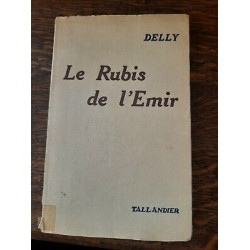 DELLY
Le Rubis
de l'Emir
TALLANDIER